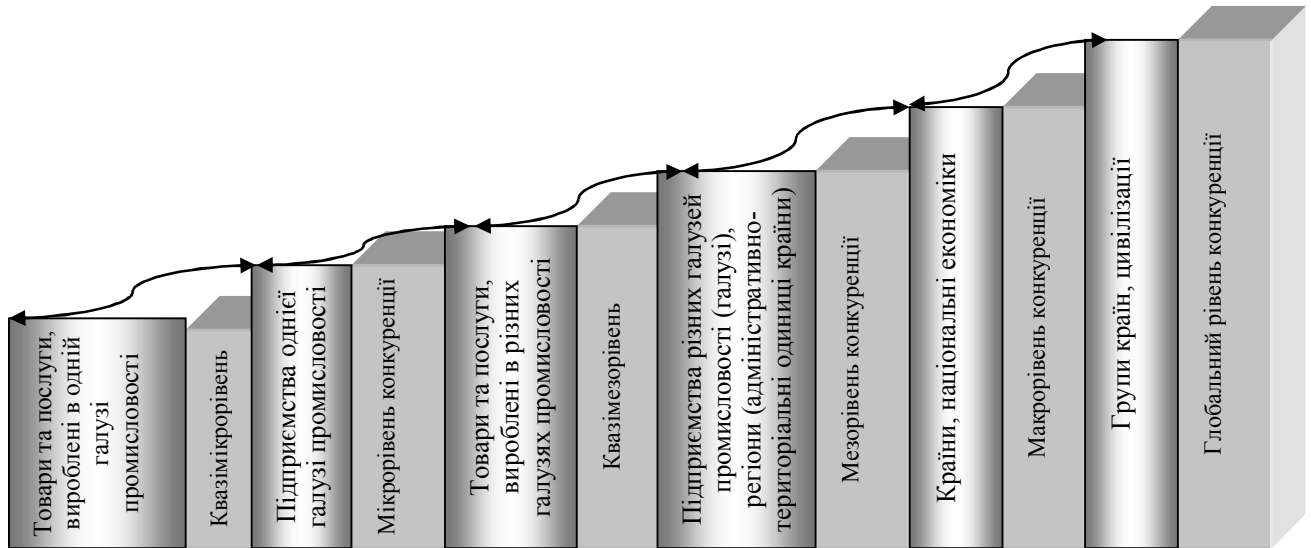 Товари та послуги,
вироблені в одній
галузі
промисловості
Квазімікрорівень
Підприємства однієї
галузі промисловості
Мікрорівень конкуренції
Товари та послуги,
вироблені в різних
галузях промисловості
Квазімезорівень
Підприємства різних галузей
промисловості (галузі),
регіони (адміністративно-
територіальні одиниці країни)
Мезорівень конкуренції
Країни, національні економіки
Макрорівень конкуренції
Групи країн, цивілізації
Глобальний рівень конкуренції